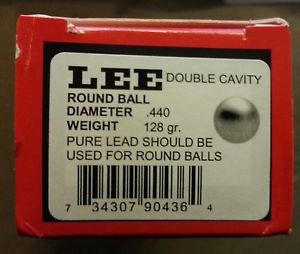 LEE DOUBLE CAVITY
ROUND BALL
DIAMETER .440
WEIGHT 128 gr.
PURE LEAD SHOULD BE
USED FOR ROUND BALLS
7 34307 90436 4